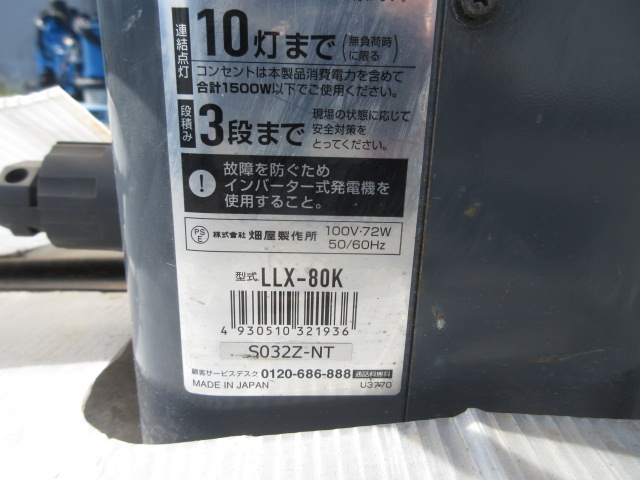 連結点灯
10灯まで (無負荷時に限る)
コンセントは本製品消費電力を含めて
合計1500W以下でご使用ください。
段積み
3段まで
現場の状態に応じて
安全対策を
とってください。
故障を防ぐため
インバーター式発電機を
使用すること。
PSE 株式会社 畑屋製作所 100V·72W
50/60Hz
型式 LLX-80K
4 930510 321936
S032Z-NT
顧客サービスデスク 0120-686-888 通話料無料
MADE IN JAPAN U3770